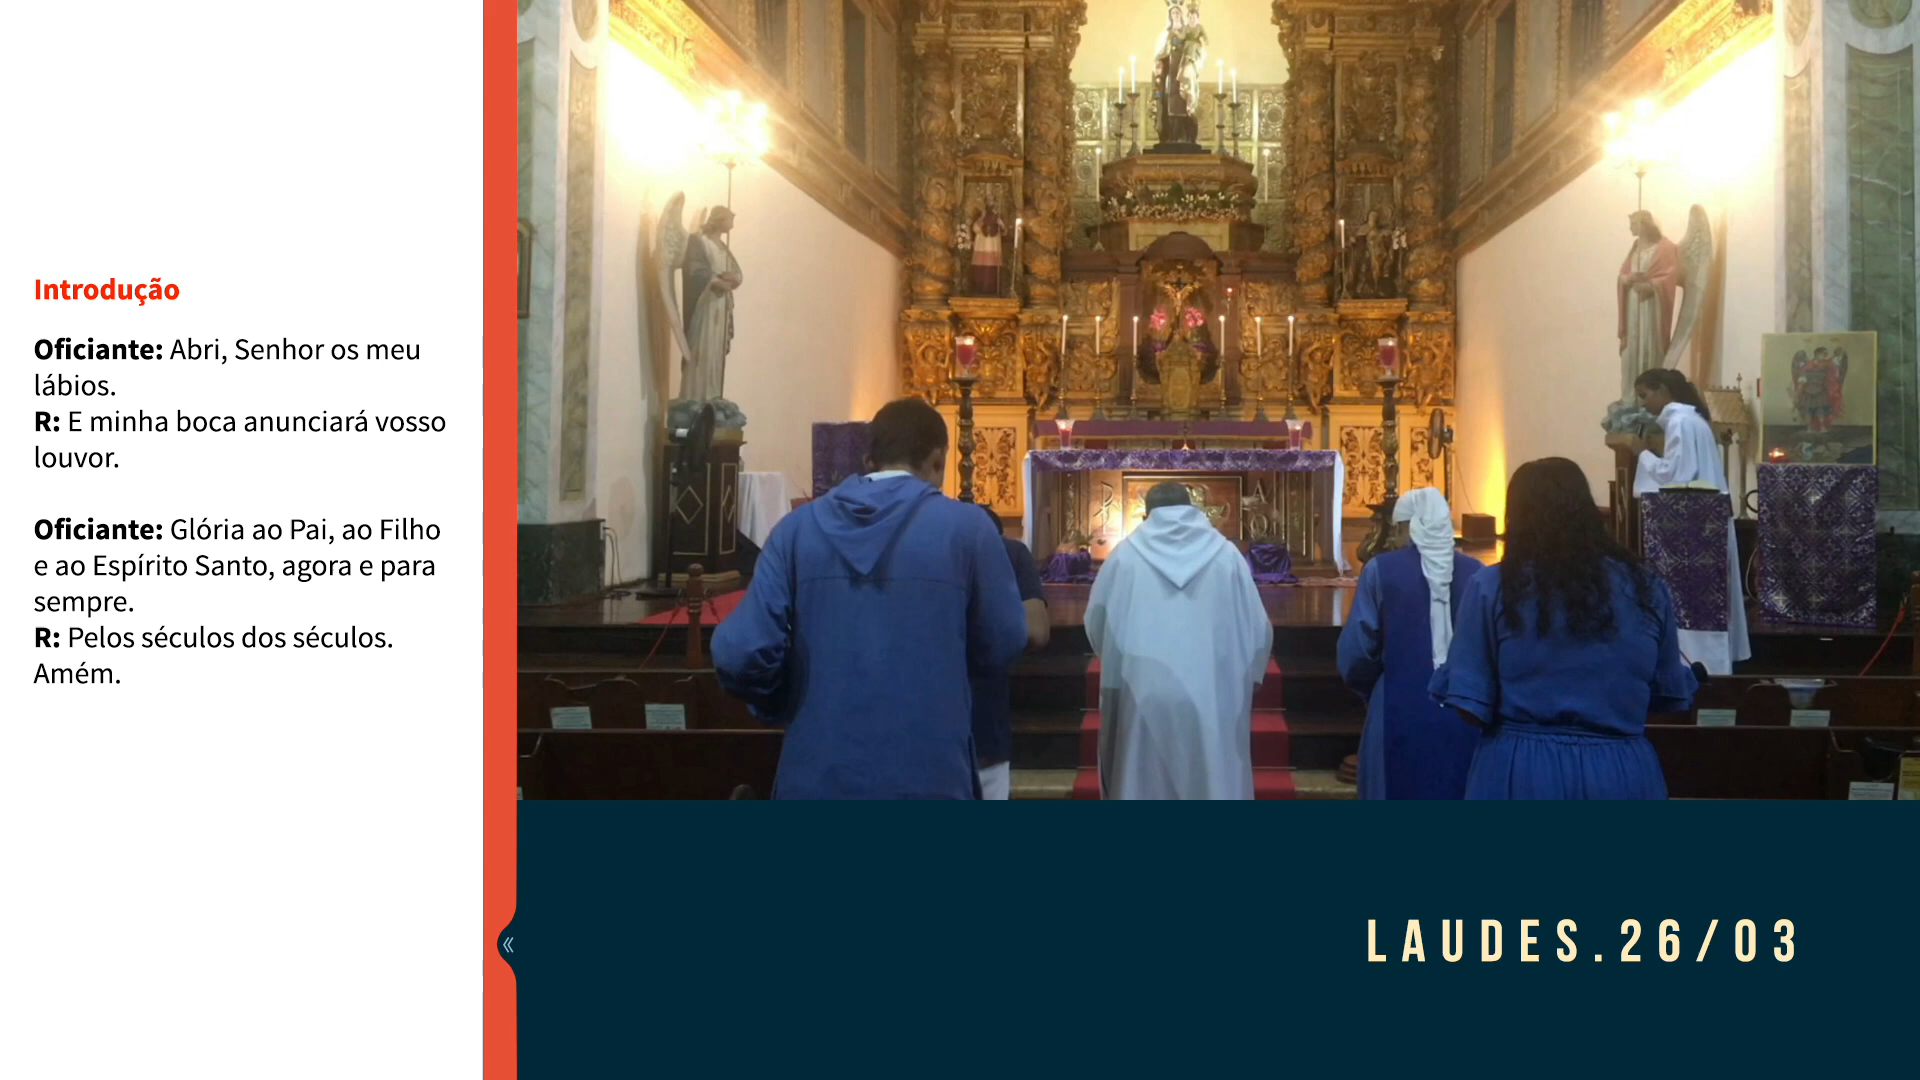 Introdução
Oficiante: Abri, Senhor os meu
lábios.
R: E minha boca anunciará vosso
louvor.
Oficiante: Glória ao Pai, ao Filho
e ao Espírito Santo, agora e para
sempre.
R: Pelos séculos dos séculos.
Amém.
«
LAUDES.26/03